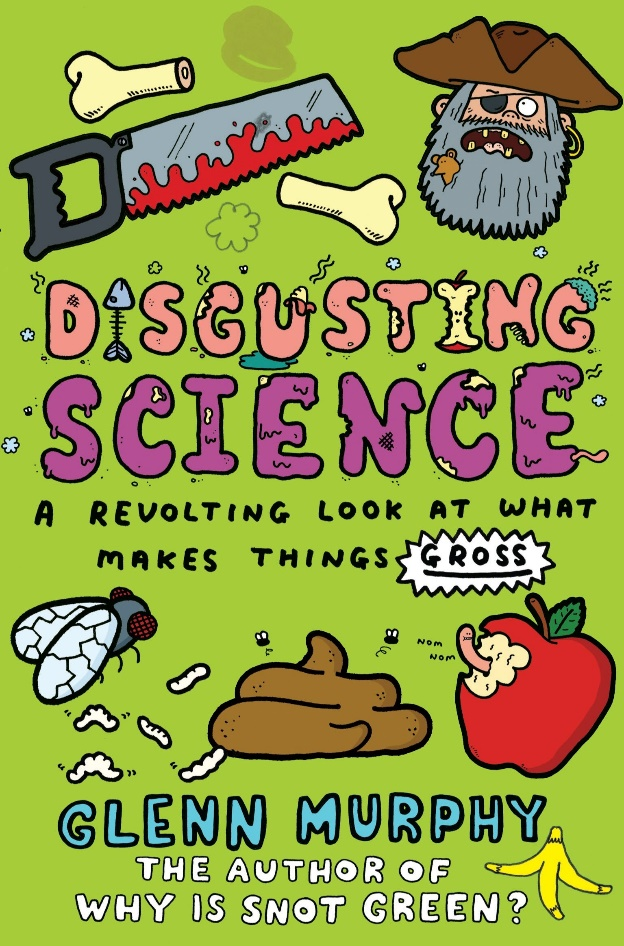 DISGUSTING
SCIENCE
A REVOLTING LOOK AT WHAT
MAKES THINGS GROSS
NOM
NOM
GLENN MURPHY
THE AUTHOR OF
WHY IS SNOT GREEN?